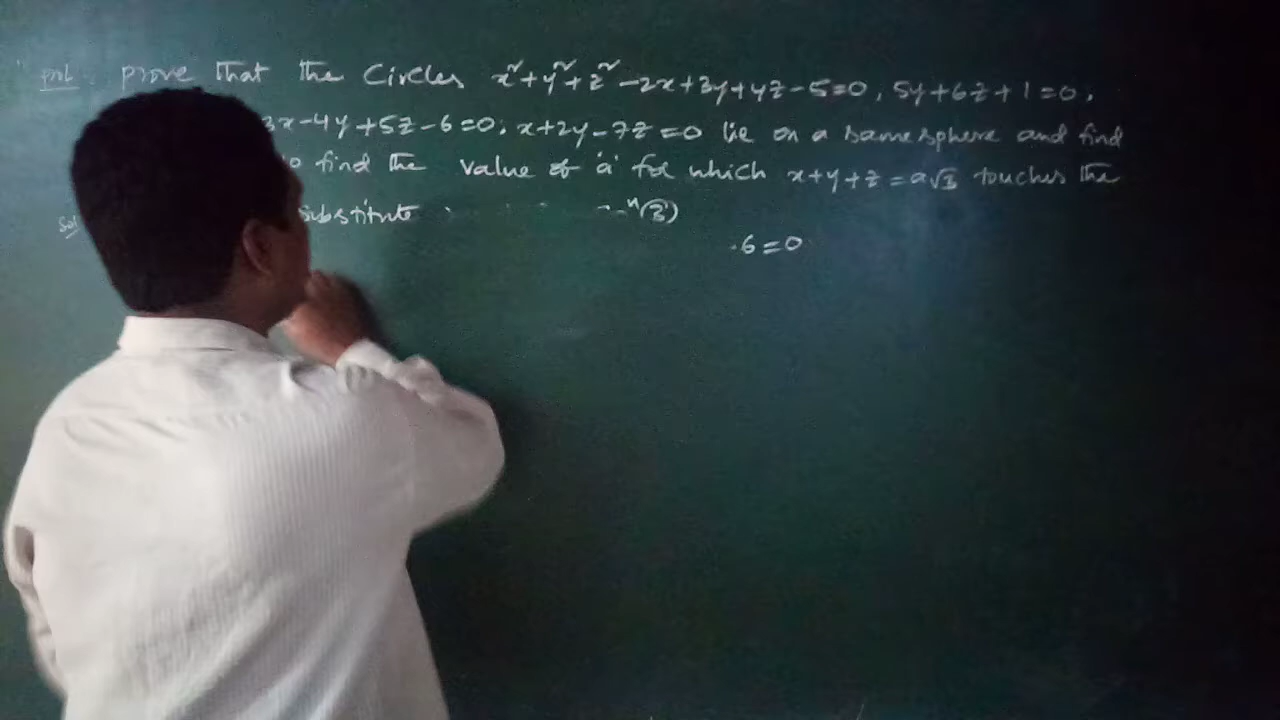 prbl. prove that the Circles x²+y²+z²-2x+3y+4z-5=0, 5y+6z+1=0,
3x-4y+5z-6=0; x+2y-7z=0 lie on a same sphere and find
find the value of 'a' for which x+y+z=a√3 touches the
Sol substitute
6=0